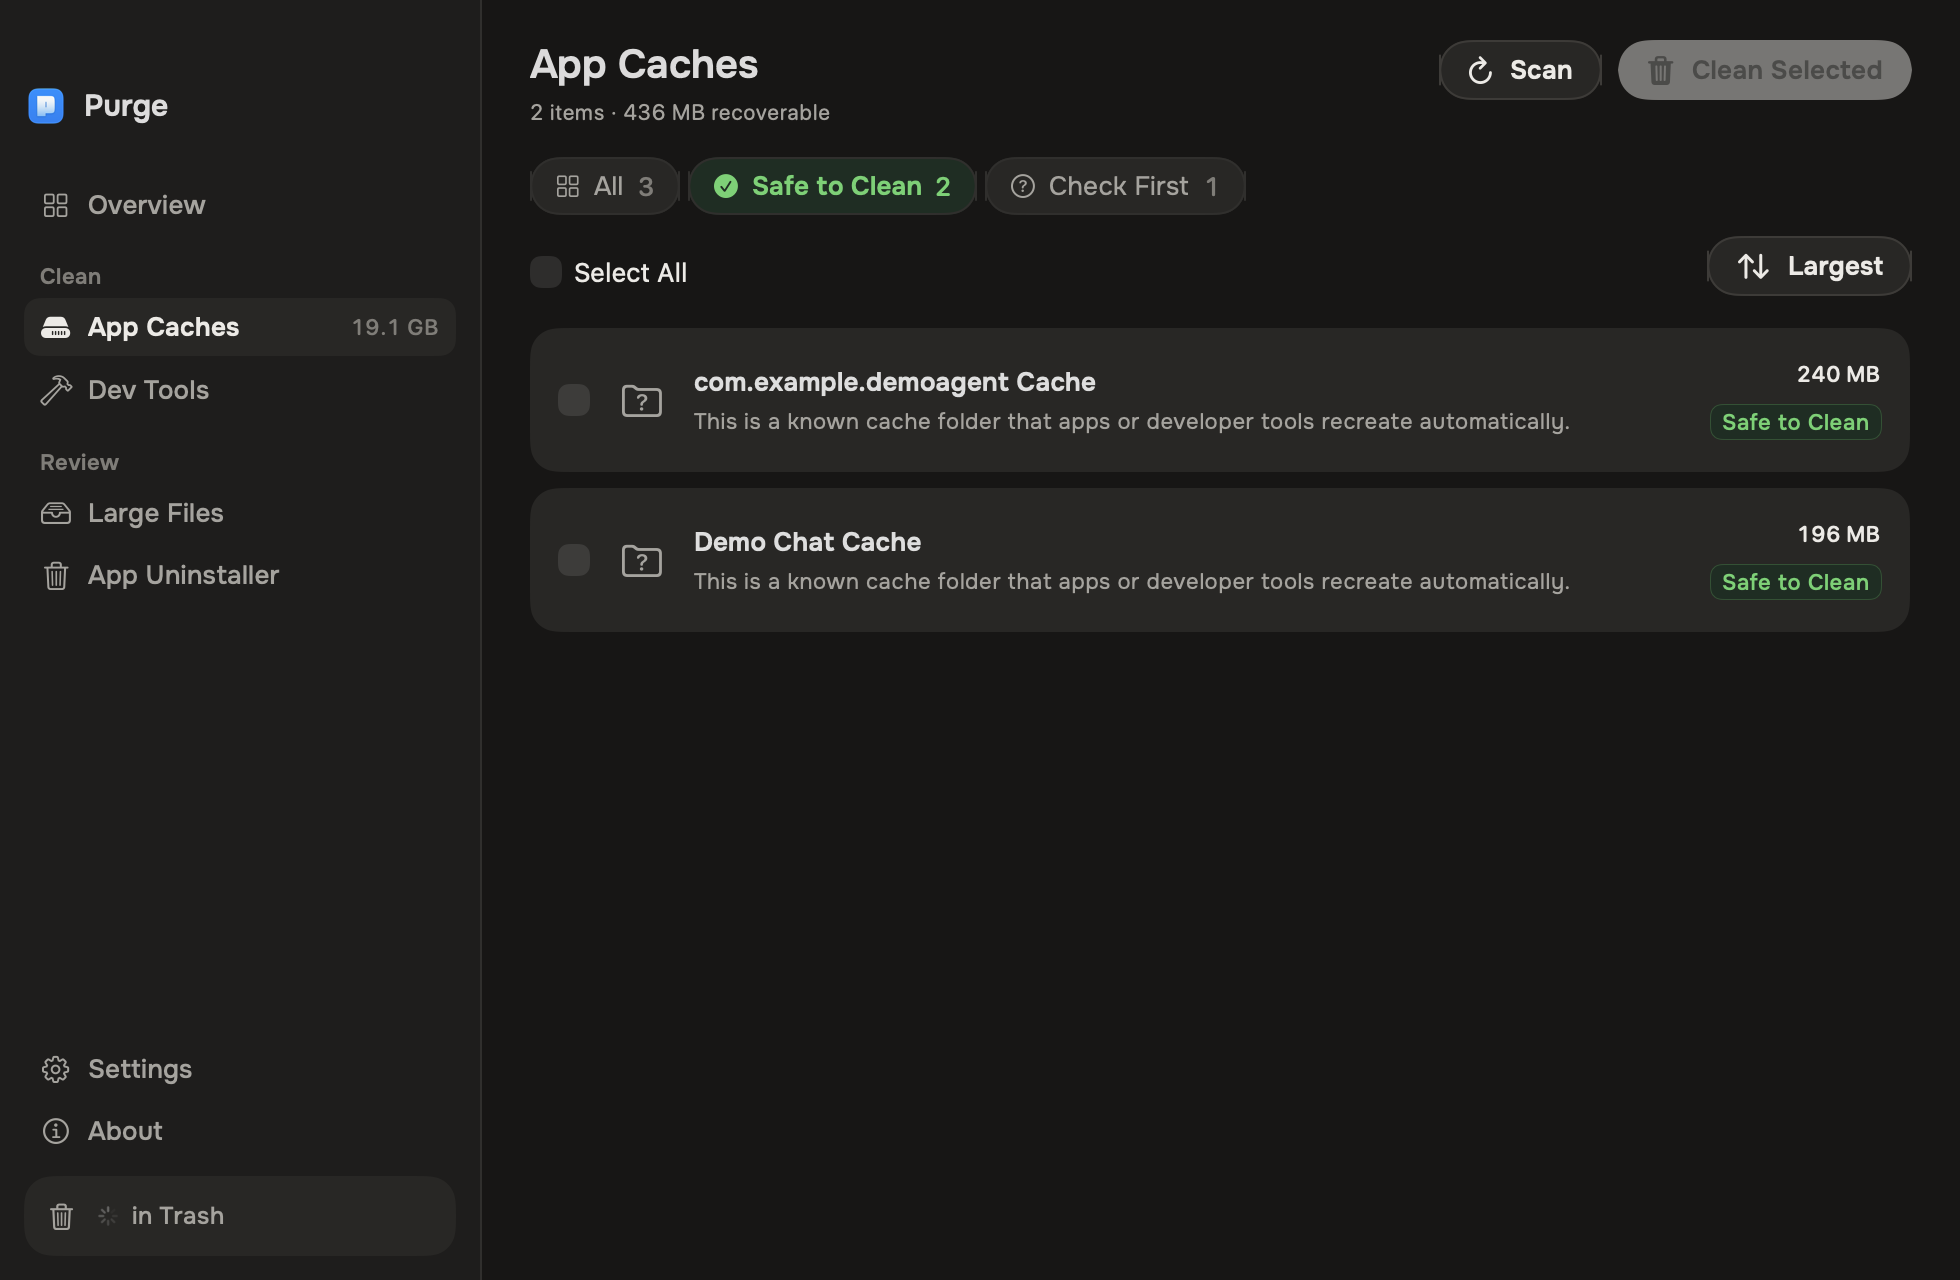 Purge
Overview
Clean
App Caches 19.1 GB
Dev Tools
Review
Large Files
App Uninstaller
Settings
About
in Trash
App Caches
2 items · 436 MB recoverable
Scan
Clean Selected
All 3
Safe to Clean 2
Check First 1
Select All
Largest
com.example.demoagent Cache
This is a known cache folder that apps or developer tools recreate automatically.
240 MB
Safe to Clean
Demo Chat Cache
This is a known cache folder that apps or developer tools recreate automatically.
196 MB
Safe to Clean